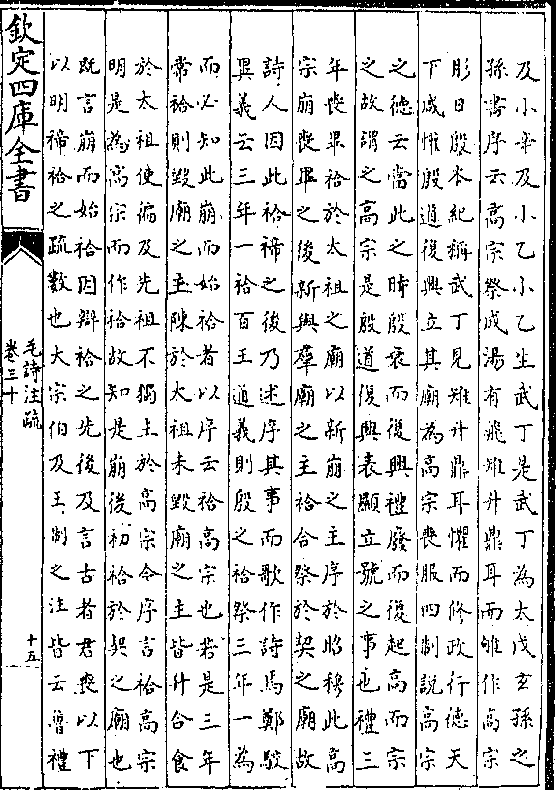 及小辛及小乙小乙生武丁是武丁為太戊玄孫之
孫書序云高宗祭成湯有飛雉升鼎耳而雊作高宗
肜日殷本紀稱武丁見雉升鼎耳懼而修政行德天
下咸懽殷道復興立其廟為高宗喪服四制説高宗
之德云當此之時殷衰而復興禮廢而復起高而宗
之故謂之高宗是殷道復興表顯立號之事也禮三
年喪畢祫於太祖之廟以新崩之主序於昭穆此高
宗崩喪畢之後新與羣廟之主祫合祭於契之廟故
詩人因此祫禘之後乃述序其事而歌作詩焉鄭駮
異義云三年一祫百王通義則殷之祫祭三年一為
而必知此崩而始祫者以序云祫高宗也若是三年
常祫則毀廟之主陳於太祖未毀廟之主皆升合食
於太祖使徧及先祖不獨主於高宗今序言祫高宗
明是為高宗而作祫故知是崩後初祫於契之廟也
既言崩而始祫因辯祫之先後及言古者君喪以下
以明禘祫之疏數也大宗伯及王制之注皆云魯禮
欽定四庫全書
毛詩注疏
卷三十
十五